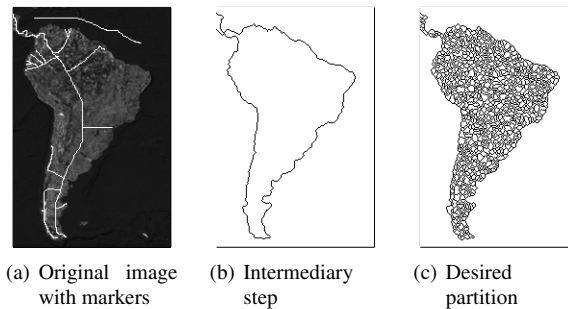 (a) Original image with markers
(b) Intermediary step
(c) Desired partition